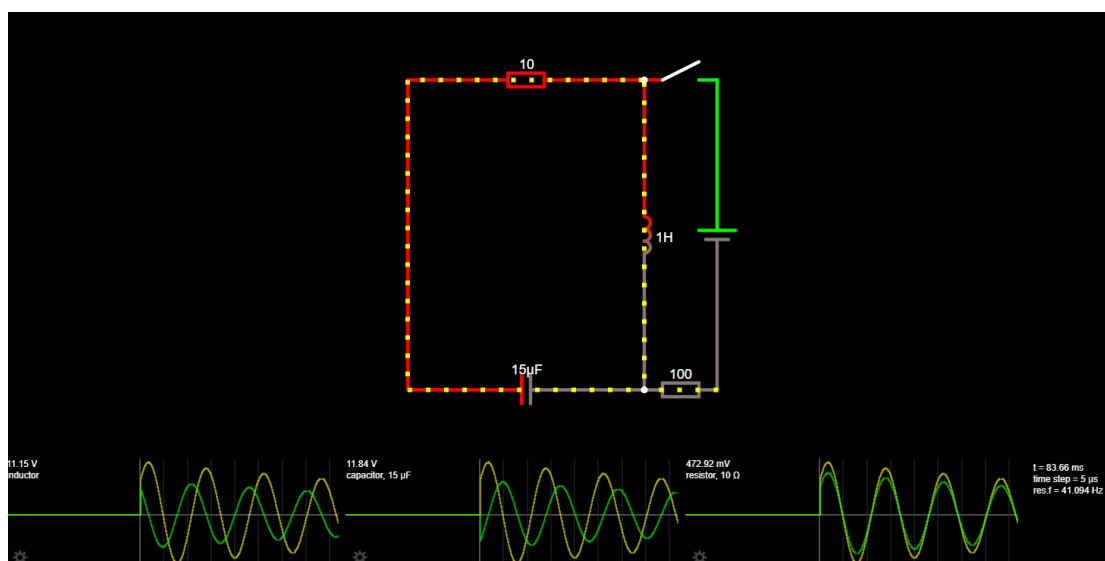 10
1H
15µF
100
11.15 V
nductor
11.84 V
capacitor, 15 µF
472.92 mV
resistor, 10 Ω
t = 83.66 ms
time step = 5 µs
res.f = 41.094 Hz